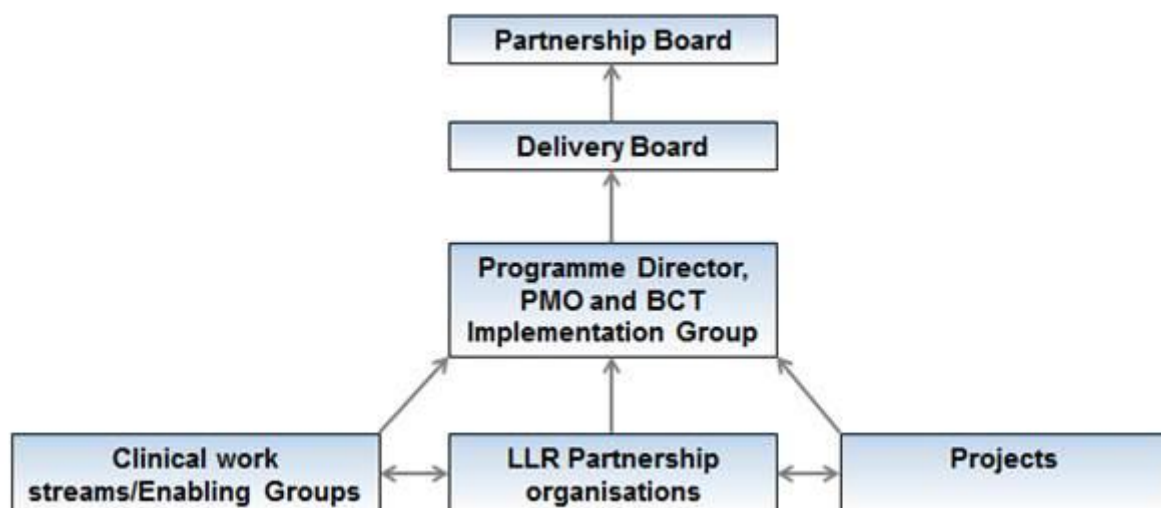 Partnership Board
Delivery Board
Programme Director,
PMO and BCT
Implementation Group
Clinical work
streams/Enabling Groups
LLR Partnership
organisations
Projects